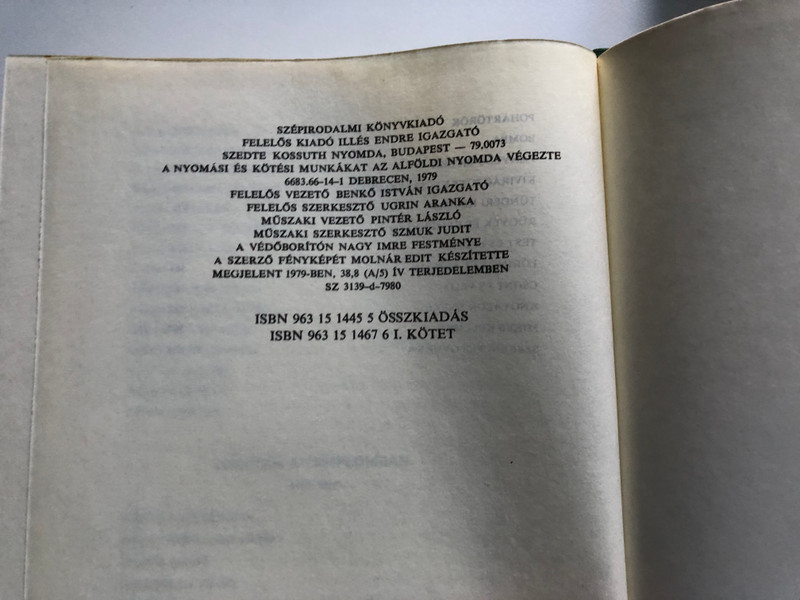 SZÉPIRODALMI KÖNYVKIADÓ
FELELŐS KIADÓ ILLÉS ENDRE IGAZGATÓ
SZEDTE KOSSUTH NYOMDA, BUDAPEST — 79.0073
A NYOMÁSI ÉS KÖTÉSI MUNKÁKAT AZ ALFÖLDI NYOMDA VÉGEZTE
6683.66-14-1 DEBRECEN, 1979
FELELŐS VEZETŐ BENKŐ ISTVÁN IGAZGATÓ
FELELŐS SZERKESZTŐ UGRIN ARANKA
MŰSZAKI VEZETŐ PINTÉR LÁSZLÓ
MŰSZAKI SZERKESZTŐ SZMUK JUDIT
A VÉDŐBORÍTÓN NAGY IMRE FESTMÉNYE
A SZERZŐ FÉNYKÉPÉT MOLNÁR EDIT KÉSZÍTETTE
MEGJELENT 1979-BEN, 38,8 (A/5) ÍV TERJEDELEMBEN
SZ 3139-d-7980
ISBN 963 15 1445 5 ÖSSZKIADÁS
ISBN 963 15 1467 6 I. KÖTET